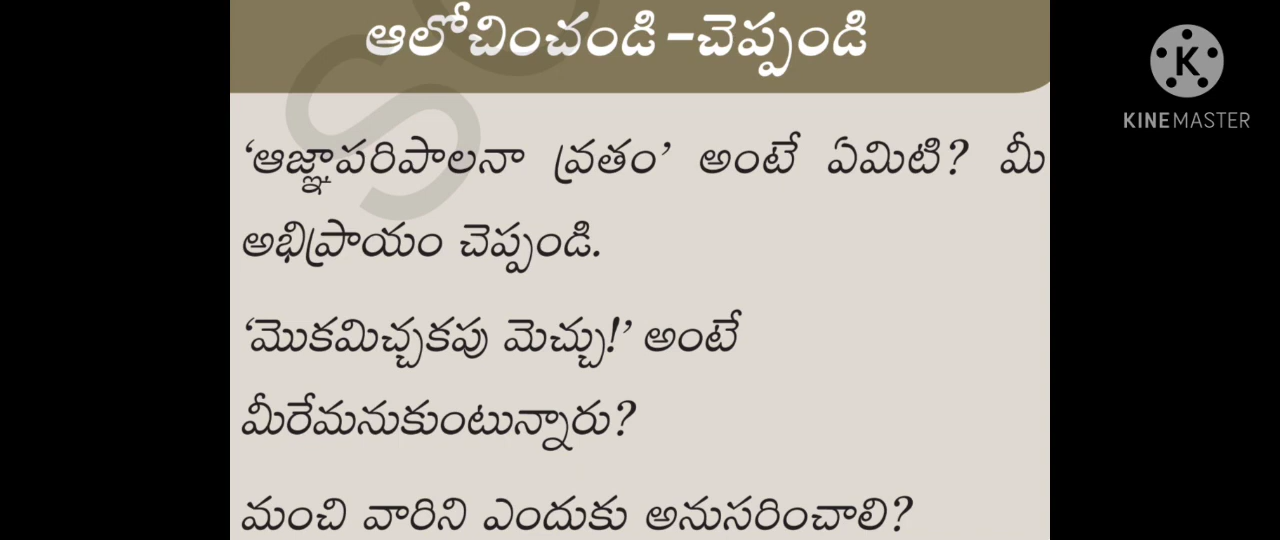 ఆలోచించండి-చెప్పండి
K
KINEMASTER
‘ఆజ్ఞాపరిపాలనా వ్రతం’ అంటే ఏమిటి? మీ
అభిప్రాయం చెప్పండి.
‘మొకమిచ్చకపు మెచ్చు!’ అంటే
మీరేమనుకుంటున్నారు?
మంచి వారిని ఎందుకు అనుసరించాలి?